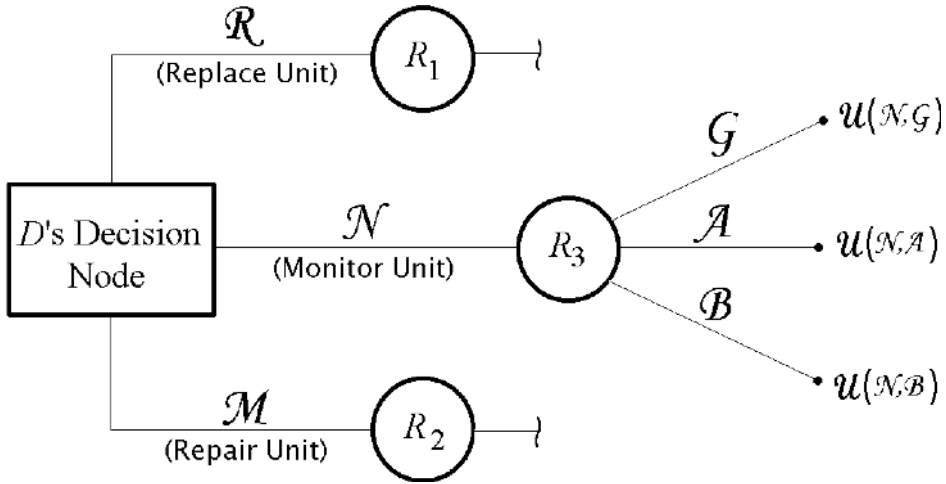 R
(Replace Unit)
R1
G
U(N,G)
D's Decision
Node
N
(Monitor Unit)
R3
A
U(N,A)
B
U(N,B)
M
(Repair Unit)
R2